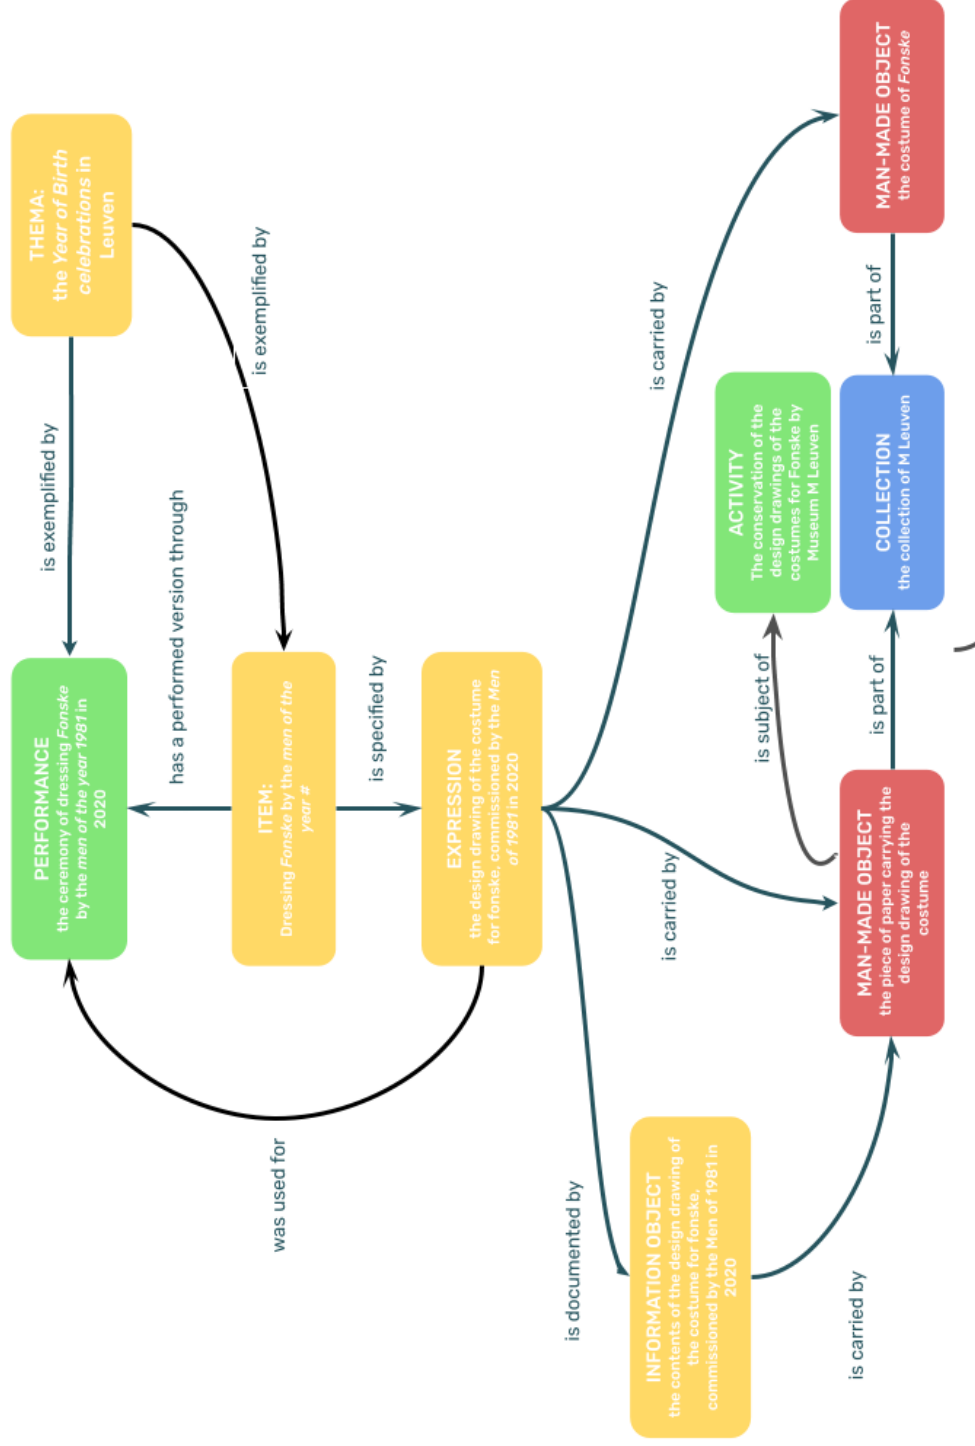 THEMA:
the Year of Birth
celebrations in
Leuven
is exemplified by
is exemplified by
PERFORMANCE
the ceremony of dressing Fonske
by the men of the year 1981 in
2020
has a performed version through
ITEM:
Dressing Fonske by the men of the
year #
is specified by
EXPRESSION
the design drawing of the costume
for fonske, commissioned by the Men
of 1981 in 2020
was used for
is documented by
is carried by
is carried by
INFORMATION OBJECT
the contents of the design drawing of
the costume for fonske,
commissioned by the Men of 1981 in
2020
is carried by
MAN-MADE OBJECT
the piece of paper carrying the
design drawing of the
costume
is subject of
is part of
ACTIVITY
The conservation of the
design drawings of the
costumes for Fonske by
Museum M Leuven
COLLECTION
the collection of M Leuven
is part of
MAN-MADE OBJECT
the costume of Fonske